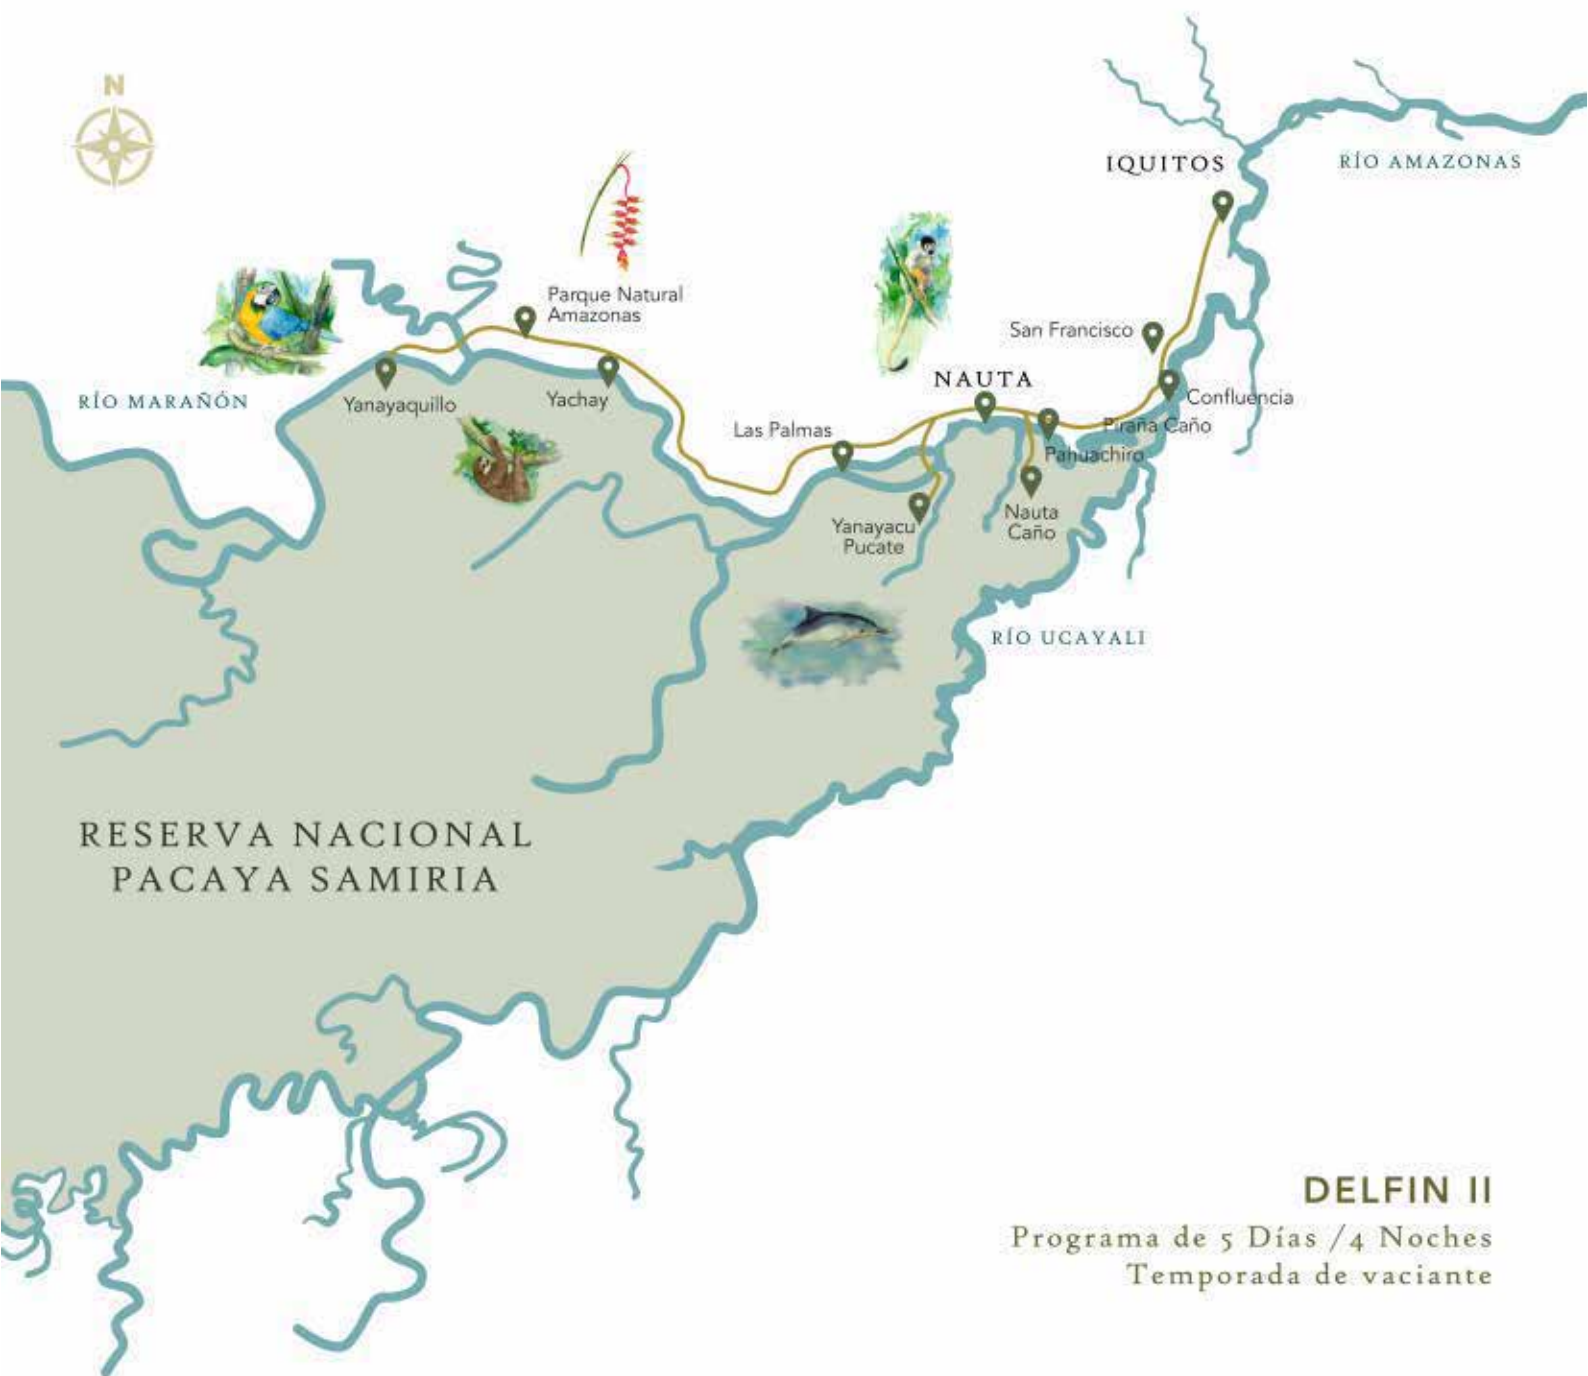 N
IQUITOS
RÍO AMAZONAS
Parque Natural
Amazonas
San Francisco
NAUTA
RÍO MARAÑÓN
Yanayaquillo
Yachay
Confluencia
Las Palmas
Piraña Caño
Pahuachiro
Yanayacu
Pucate
Nauta
Caño
RÍO UCAYALI
RESERVA NACIONAL
PACAYA SAMIRIA
DELFIN II
Programa de 5 Días /4 Noches
Temporada de vaciante